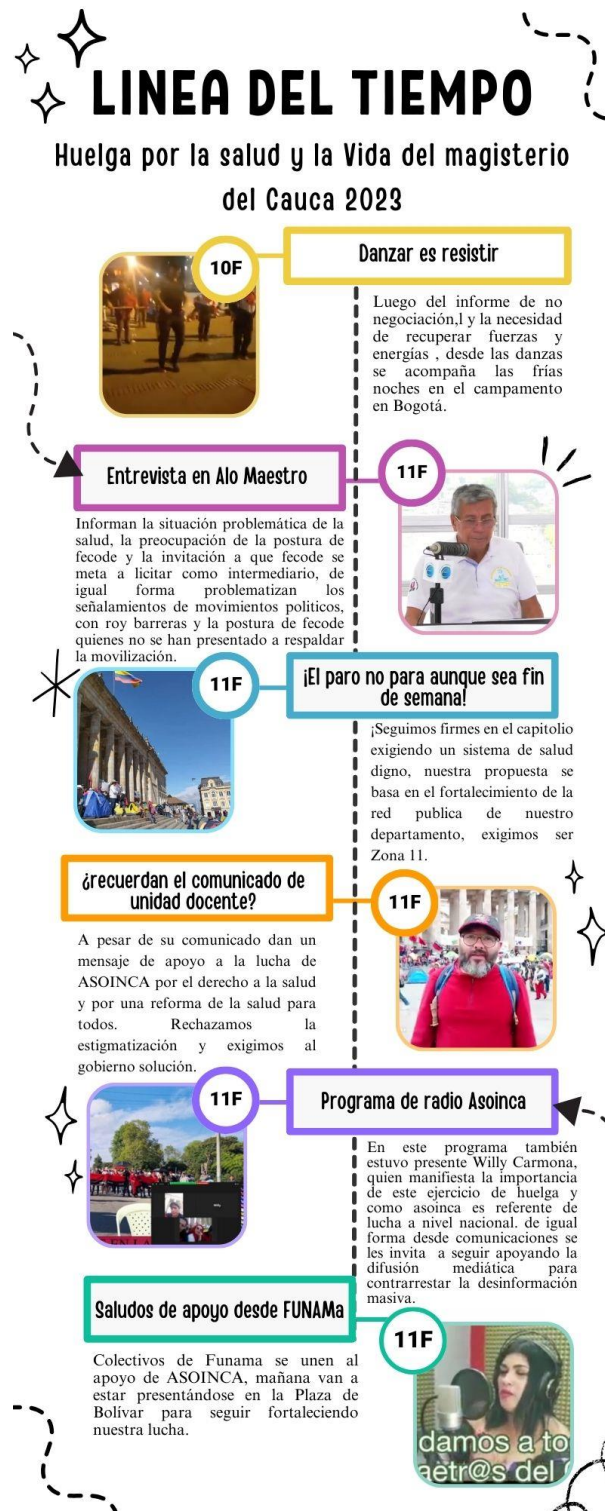 LINEA DEL TIEMPO
Huelga por la salud y la Vida del magisterio
del Cauca 2023
10F
Danzar es resistir
Luego del informe de no
negociación,l y la necesidad
de recuperar fuerzas y
energías , desde las danzas
se acompaña las frías
noches en el campamento
en Bogotá.
Entrevista en Alo Maestro
11F
Informan la situación problemática de la
salud, la preocupación de la postura de
fecode y la invitación a que fecode se
meta a licitar como intermediario, de
igual forma problematizan los
señalamientos de movimientos politicos,
con roy barreras y la postura de fecode
quienes no se han presentado a respaldar
la movilización.
11F
¡El paro no para aunque sea fin
de semana!
¡Seguimos firmes en el capitolio
exigiendo un sistema de salud
digno, nuestra propuesta se
basa en el fortalecimiento de la
red publica de nuestro
departamento, exigimos ser
Zona 11.
¿recuerdan el comunicado de
unidad docente?
11F
A pesar de su comunicado dan un
mensaje de apoyo a la lucha de
ASOINCA por el derecho a la salud
y por una reforma de la salud para
todos. Rechazamos la
estigmatización y exigimos al
gobierno solución.
11F
Programa de radio Asoinca
En este programa también
estuvo presente Willy Carmona,
quien manifiesta la importancia
de este ejercicio de huelga y
como asoinca es referente de
lucha a nivel nacional. de igual
forma desde comunicaciones se
les invita a seguir apoyando la
difusión mediática para
contrarrestar la desinformación
masiva.
Saludos de apoyo desde FUNAMa
11F
Colectivos de Funama se unen al
apoyo de ASOINCA, mañana van a
estar presentándose en la Plaza de
Bolívar para seguir fortaleciendo
nuestra lucha.
damos a to
aetr@s del